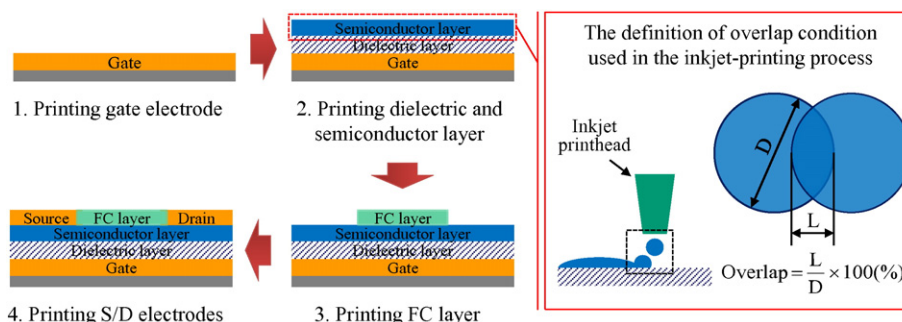 Gate
1. Printing gate electrode
Semiconductor layer
Dielectric layer
Gate
2. Printing dielectric and
semiconductor layer
FC layer
Semiconductor layer
Dielectric layer
Gate
3. Printing FC layer
Source FC layer Drain
Semiconductor layer
Dielectric layer
Gate
4. Printing S/D electrodes
The definition of overlap condition
used in the inkjet-printing process
Inkjet
printhead
D
L
Overlap = L/D × 100(%)